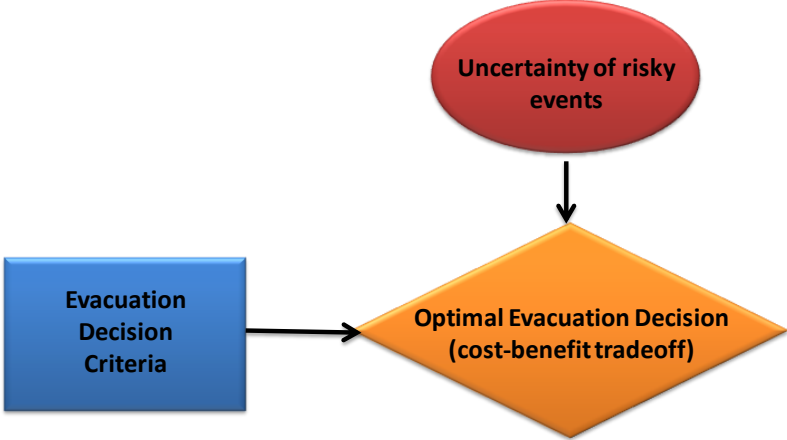 Uncertainty of risky
events
Evacuation
Decision
Criteria
Optimal Evacuation Decision
(cost-benefit tradeoff)